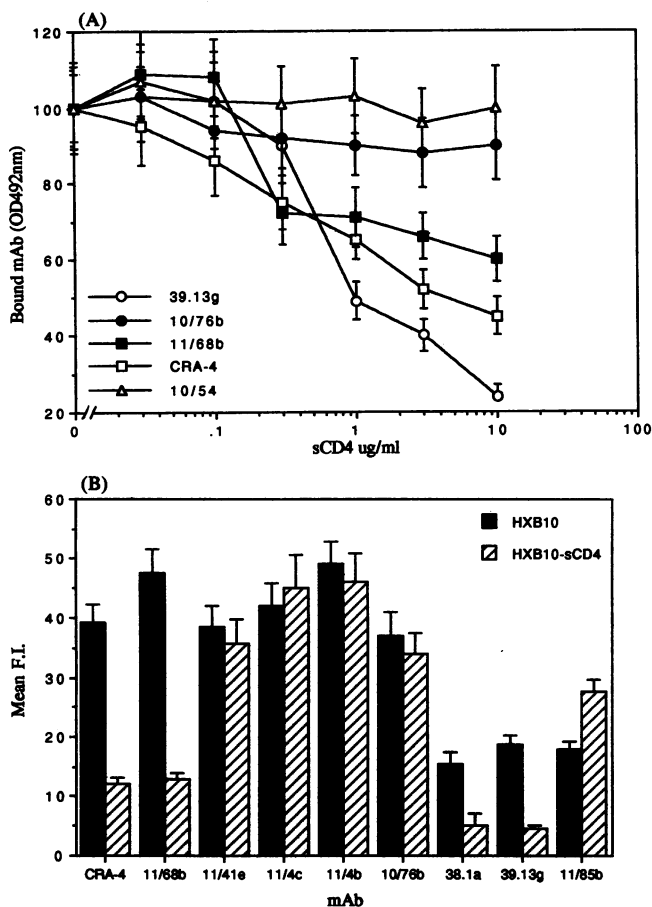 (A)
120
100
80
60
40
20
Bound mAb (OD492nm)
39.13g
10/76b
11/68b
CRA-4
10/54
0 .1 1 10 100
sCD4 ug/ml
(B)
60
50
40
30
20
10
0
Mean F.I.
HXB10
HXB10-sCD4
CRA-4 11/68b 11/41e 11/4c 11/4b 10/76b 38.1a 39.13g 11/85b
mAb